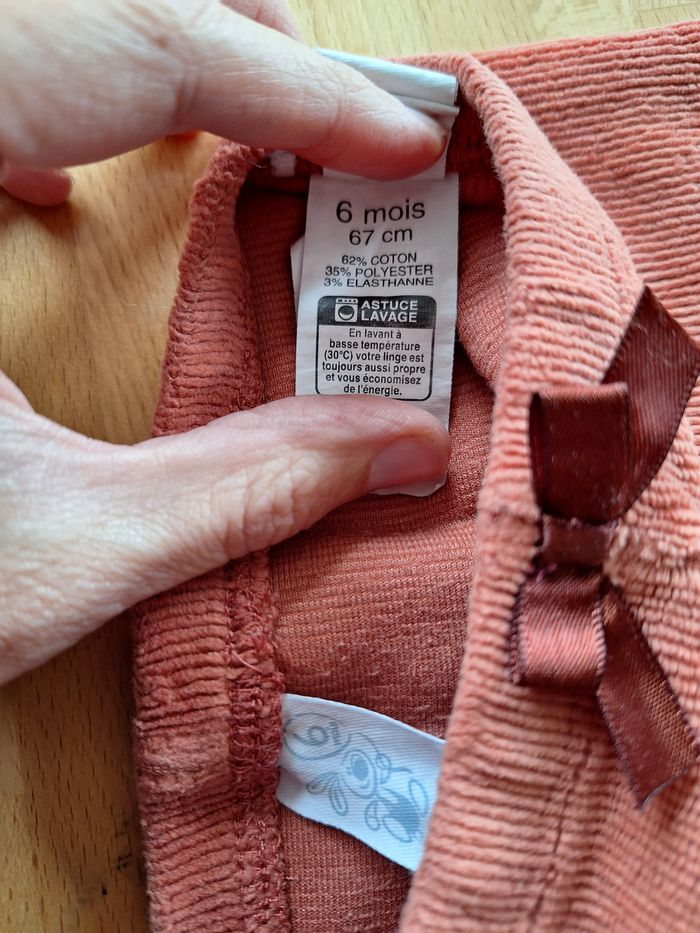 6 mois
67 cm
62% COTON
35% POLYESTER
3% ELASTHANNE
ASTUCE
LAVAGE
En lavant à
basse température
(30°C) votre linge est
toujours aussi propre
et vous économisez
de l'énergie.